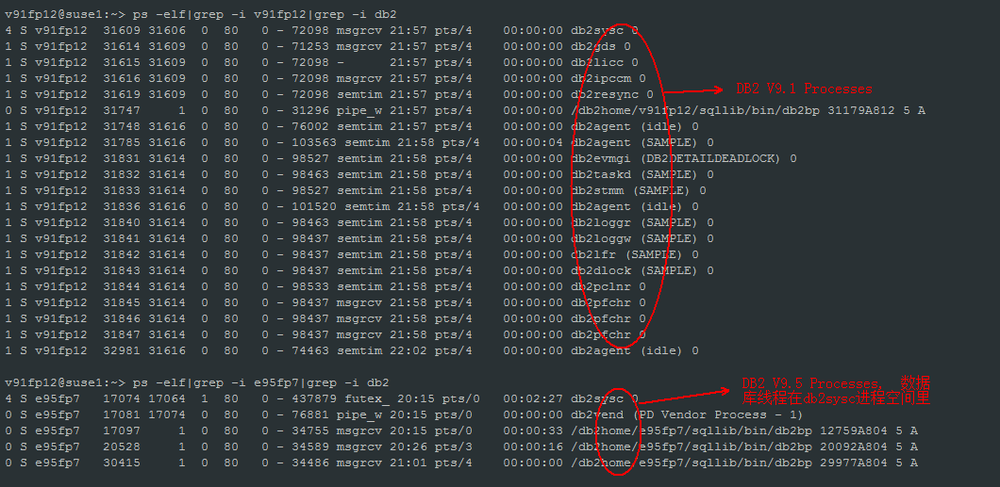 v91fp12@suse1:~> ps -elf|grep -i v91fp12|grep -i db2
4 S v91fp12 31609 31606 0 80 0 - 72098 msgrcv 21:57 pts/4 00:00:00 db2sysc 0
1 S v91fp12 31614 31609 0 80 0 - 71253 msgrcv 21:57 pts/4 00:00:00 db2gds 0
1 S v91fp12 31615 31609 0 80 0 - 72098 - 21:57 pts/4 00:00:00 db2licc 0
1 S v91fp12 31616 31609 0 80 0 - 72098 msgrcv 21:57 pts/4 00:00:00 db2ipccm 0
1 S v91fp12 31619 31609 0 80 0 - 72098 semtim 21:57 pts/4 00:00:00 db2resync 0
DB2 V9.1 Processes
0 S v91fp12 31747 1 0 80 0 - 31296 pipe_w 21:57 pts/4 00:00:00 /db2home/v91fp12/sqllib/bin/db2bp 31179A812 5 A
1 S v91fp12 31748 31616 0 80 0 - 76002 semtim 21:57 pts/4 00:00:00 db2agent (idle) 0
1 S v91fp12 31785 31616 0 80 0 - 103563 semtim 21:58 pts/4 00:00:04 db2agent (SAMPLE) 0
1 S v91fp12 31831 31614 0 80 0 - 98527 semtim 21:58 pts/4 00:00:00 db2evmgi (DB2DETAILDEADLOCK) 0
1 S v91fp12 31832 31614 0 80 0 - 98463 semtim 21:58 pts/4 00:00:00 db2taskd (SAMPLE) 0
1 S v91fp12 31833 31614 0 80 0 - 98527 semtim 21:58 pts/4 00:00:00 db2stmm (SAMPLE) 0
1 S v91fp12 31836 31616 0 80 0 - 101520 semtim 21:58 pts/4 00:00:00 db2agent (idle) 0
1 S v91fp12 31840 31614 0 80 0 - 98463 semtim 21:58 pts/4 00:00:00 db2loggr (SAMPLE) 0
1 S v91fp12 31841 31614 0 80 0 - 98437 semtim 21:58 pts/4 00:00:00 db2loggw (SAMPLE) 0
1 S v91fp12 31842 31614 0 80 0 - 98437 semtim 21:58 pts/4 00:00:00 db2lfr (SAMPLE) 0
1 S v91fp12 31843 31614 0 80 0 - 98437 semtim 21:58 pts/4 00:00:00 db2dlock (SAMPLE) 0
1 S v91fp12 31844 31614 0 80 0 - 98533 semtim 21:58 pts/4 00:00:00 db2pclnr 0
1 S v91fp12 31845 31614 0 80 0 - 98437 msgrcv 21:58 pts/4 00:00:00 db2pfchr 0
1 S v91fp12 31846 31614 0 80 0 - 98437 msgrcv 21:58 pts/4 00:00:00 db2pfchr 0
1 S v91fp12 31847 31614 0 80 0 - 98437 msgrcv 21:58 pts/4 00:00:00 db2pfchr 0
1 S v91fp12 32981 31616 0 80 0 - 74463 semtim 22:02 pts/4 00:00:00 db2agent (idle) 0
v91fp12@suse1:~> ps -elf|grep -i e95fp7|grep -i db2
DB2 V9.5 Processes, 数据
库线程在db2sysc进程空间里
4 S e95fp7 17074 17064 1 80 0 - 437879 futex_ 20:15 pts/0 00:02:27 db2sysc 0
0 S e95fp7 17081 17074 0 80 0 - 76881 pipe_w 20:15 pts/0 00:00:00 db2vend (PD Vendor Process - 1)
0 S e95fp7 17097 1 0 80 0 - 34755 msgrcv 20:15 pts/0 00:00:33 /db2home/e95fp7/sqllib/bin/db2bp 12759A804 5 A
0 S e95fp7 20528 1 0 80 0 - 34589 msgrcv 20:26 pts/3 00:00:16 /db2home/e95fp7/sqllib/bin/db2bp 20092A804 5 A
0 S e95fp7 30415 1 0 80 0 - 34486 msgrcv 21:01 pts/4 00:00:00 /db2home/e95fp7/sqllib/bin/db2bp 29977A804 5 A